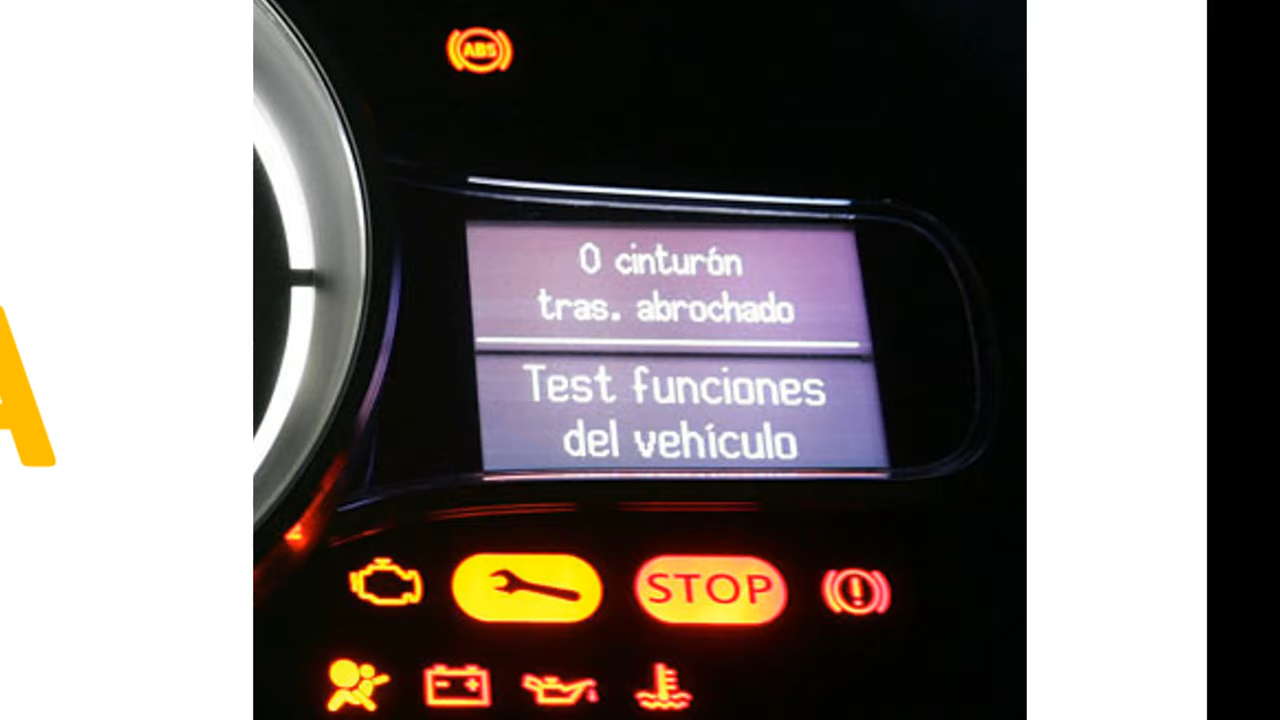 ABS
0 cinturón
tras. abrochado
Test funciones
del vehículo
STOP
A